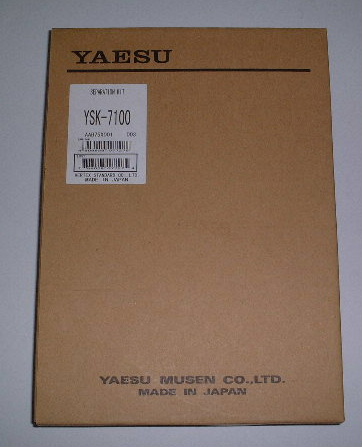 YAESU
SEPARATION KIT
YSK-7100
VERTEX STANDARD CO.,LTD.
MADE IN JAPAN
YAESU MUSEN CO.,LTD.
MADE IN JAPAN